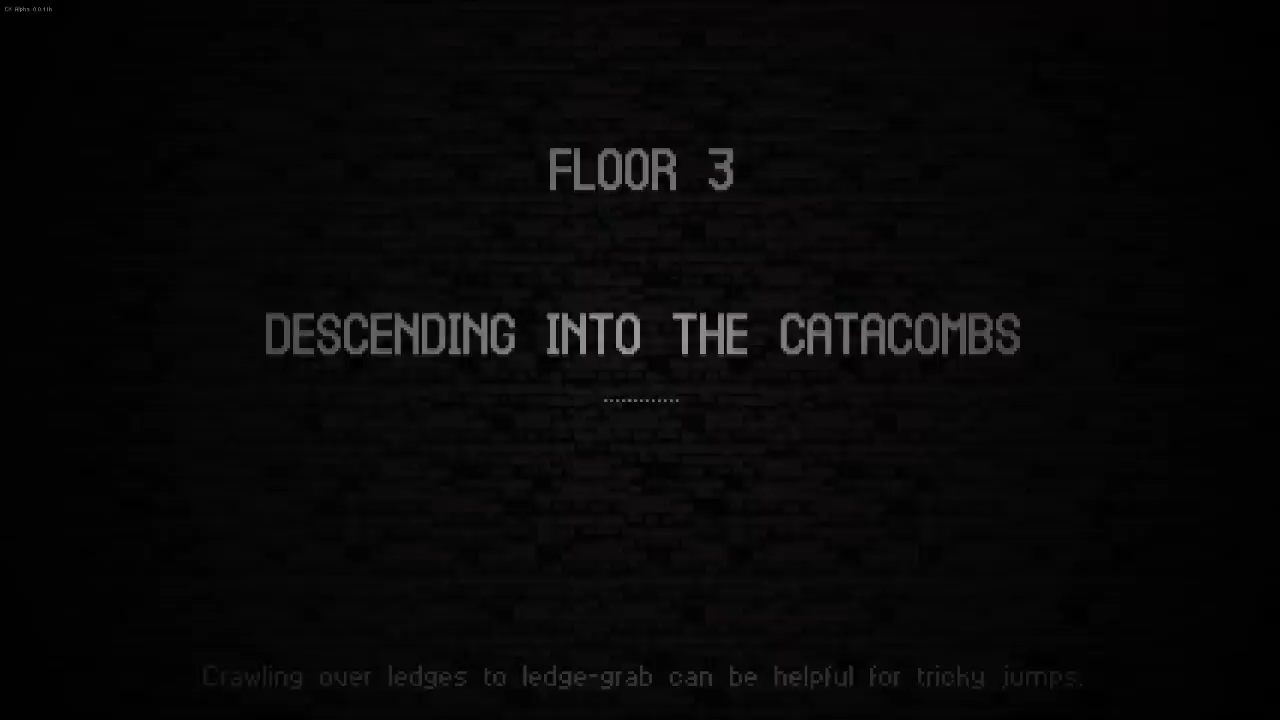 FLOOR 3
DESCENDING INTO THE CATACOMBS
Crawling over ledges to ledge-grab can be helpful for tricky jumps.